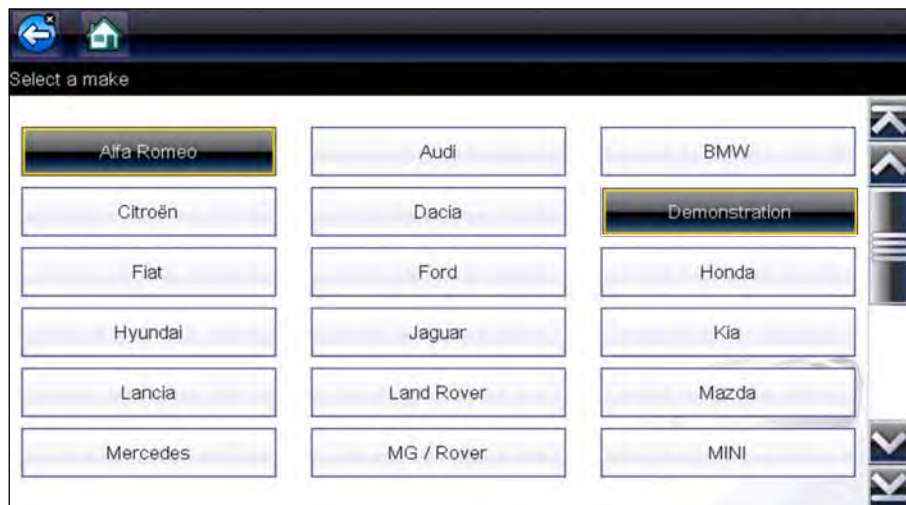 Select a make
Alfa Romeo Audi BMW
Citroën Dacia Demonstration
Fiat Ford Honda
Hyundai Jaguar Kia
Lancia Land Rover Mazda
Mercedes MG / Rover MINI